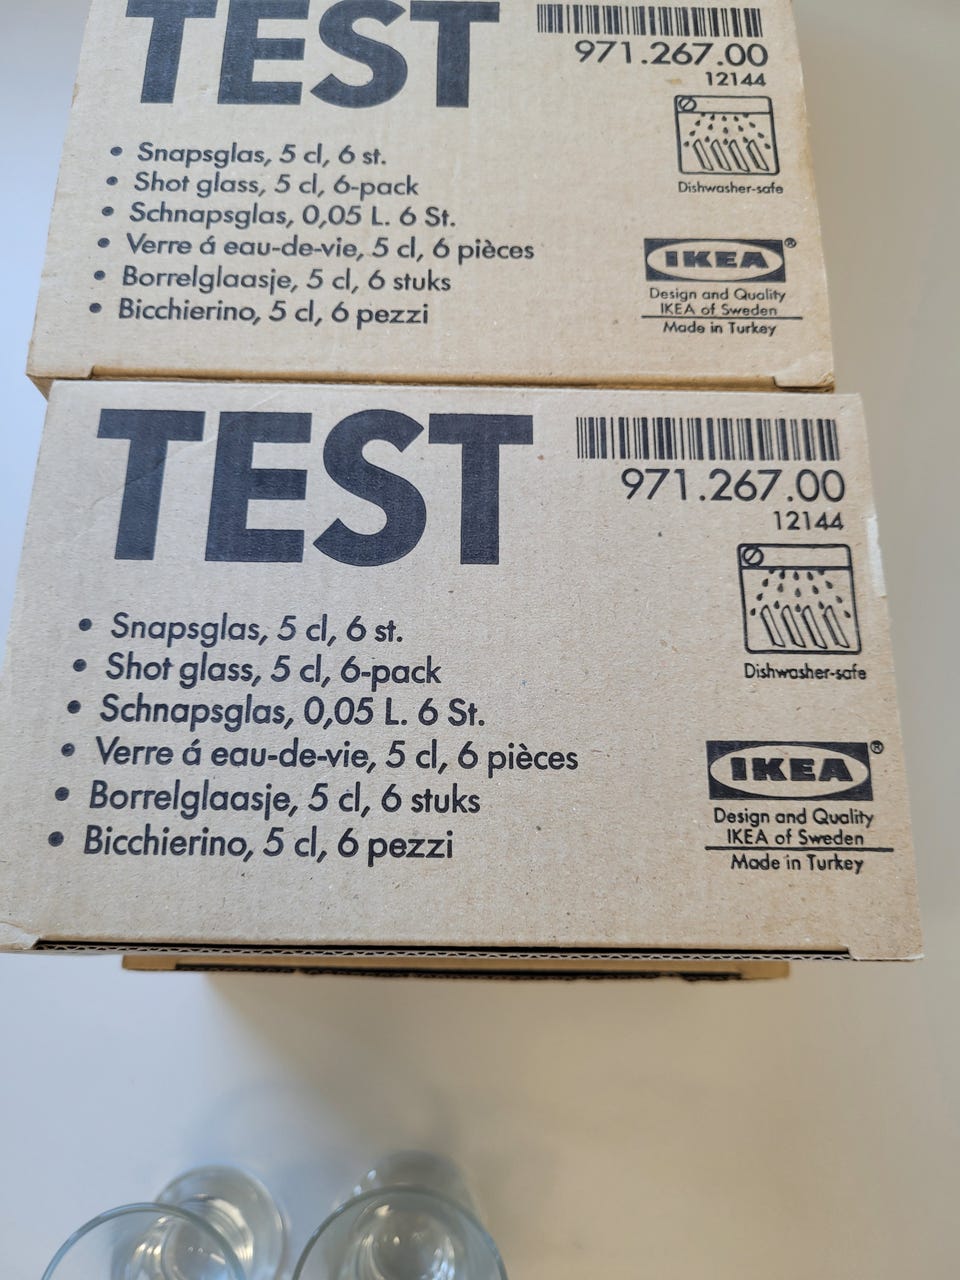 TEST
971.267.00
12144
• Snapsglas, 5 cl, 6 st.
• Shot glass, 5 cl, 6-pack
• Schnapsglas, 0,05 L. 6 St.
• Verre á eau-de-vie, 5 cl, 6 pièces
• Borrelglaasje, 5 cl, 6 stuks
• Bicchierino, 5 cl, 6 pezzi
Dishwasher-safe
IKEA®
Design and Quality
IKEA of Sweden
Made in Turkey
TEST
971.267.00
12144
• Snapsglas, 5 cl, 6 st.
• Shot glass, 5 cl, 6-pack
• Schnapsglas, 0,05 L. 6 St.
• Verre á eau-de-vie, 5 cl, 6 pièces
• Borrelglaasje, 5 cl, 6 stuks
• Bicchierino, 5 cl, 6 pezzi
Dishwasher-safe
IKEA®
Design and Quality
IKEA of Sweden
Made in Turkey